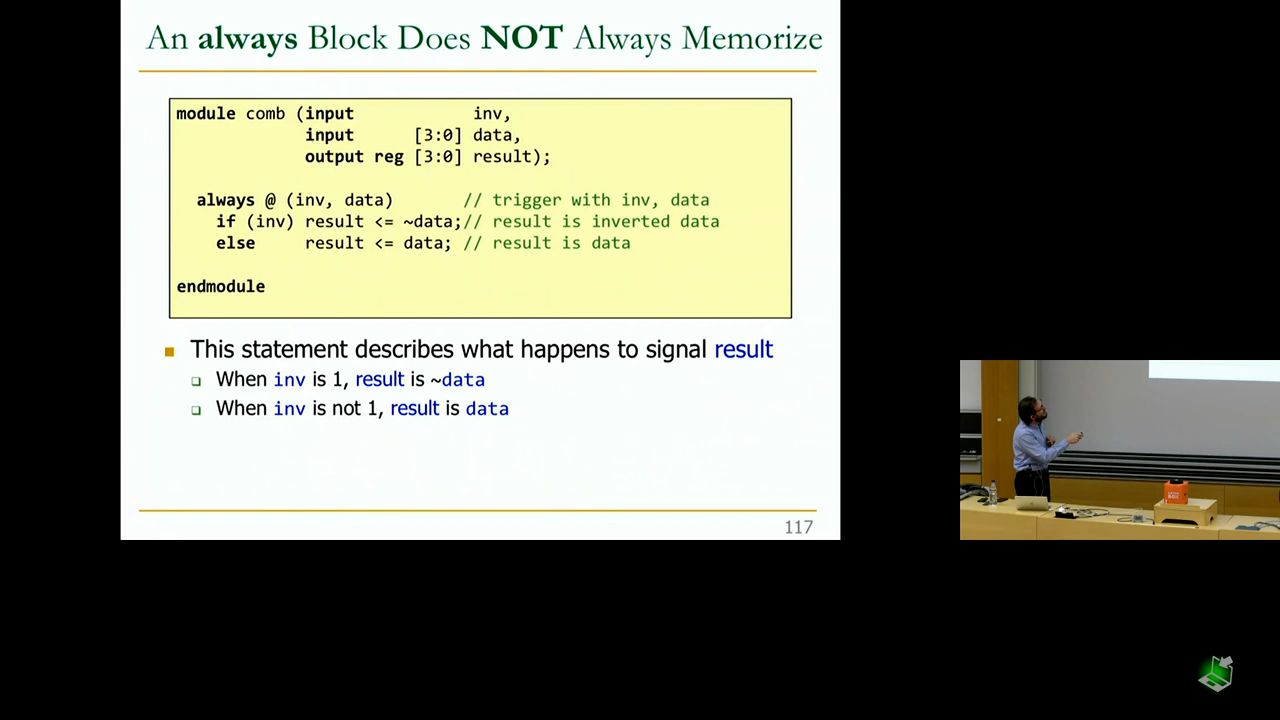 An always Block Does NOT Always Memorize
module comb (input inv,
input [3:0] data,
output reg [3:0] result);
always @ (inv, data) // trigger with inv, data
if (inv) result <= ~data;// result is inverted data
else result <= data; // result is data
endmodule
This statement describes what happens to signal result
When inv is 1, result is ~data
When inv is not 1, result is data
117